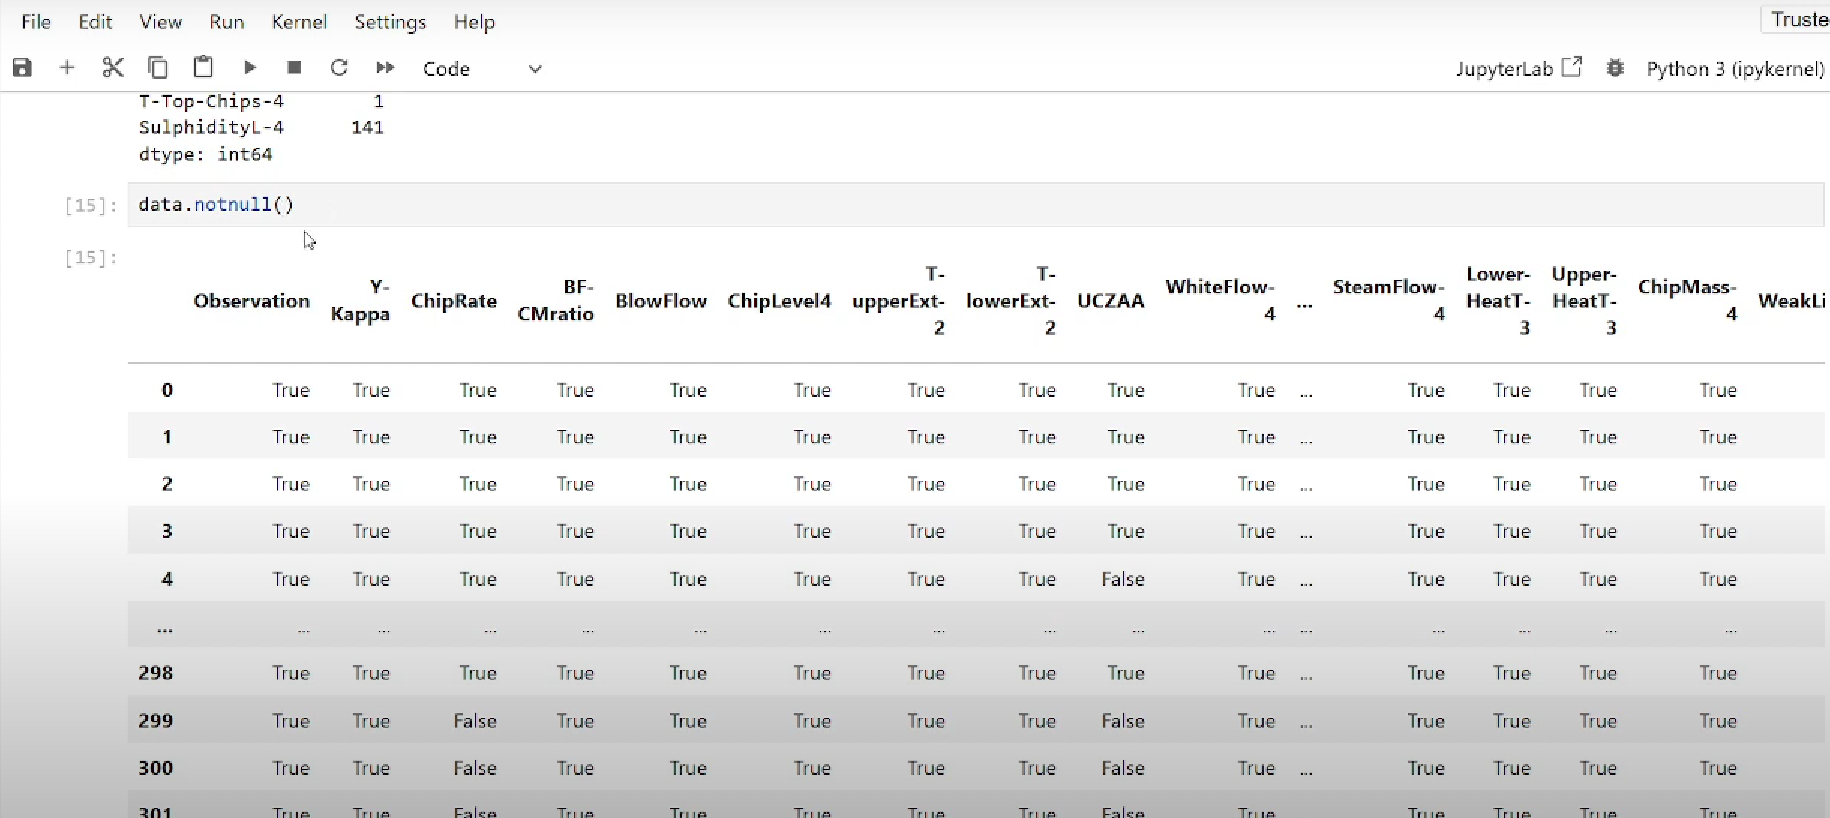 File Edit View Run Kernel Settings Help
Truste
Code
JupyterLab
Python 3 (ipykernel)
T-Top-Chips-4 1
SulphidityL-4 141
dtype: int64
[15]: data.notnull()
[15]:
Observation Y-Kappa ChipRate BF-CMratio BlowFlow ChipLevel4 T-upperExt-2 T-lowerExt-2 UCZAA WhiteFlow-4 ... SteamFlow-4 Lower-HeatT-3 Upper-HeatT-3 ChipMass-4 WeakLi
0 True True True True True True True True True True ... True True True True
1 True True True True True True True True True True ... True True True True
2 True True True True True True True True True True ... True True True True
3 True True True True True True True True True True ... True True True True
4 True True True True True True True True False True ... True True True True
... ... ... ... ... ... ... ... ... ... ... ... ... ... ... ...
298 True True True True True True True True True True ... True True True True
299 True True False True True True True True False True ... True True True True
300 True True False True True True True True False True ... True True True True
301 True True False True True True True True False True True True True True